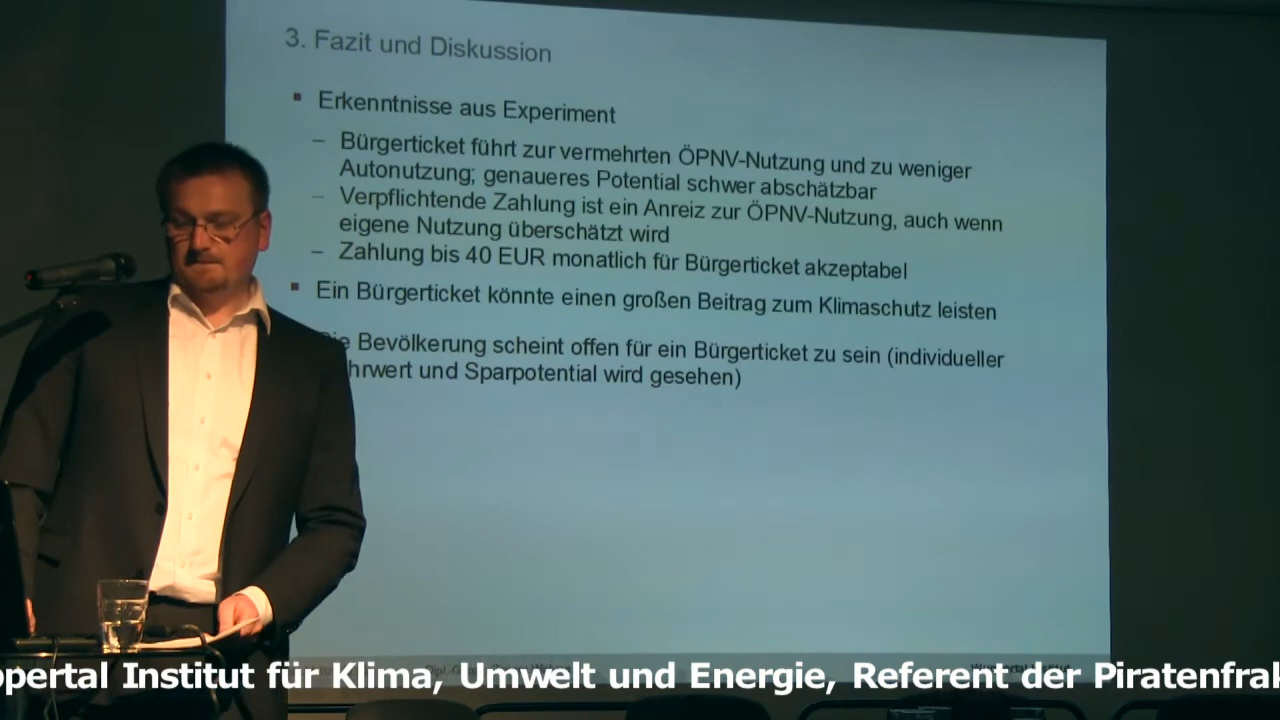 3. Fazit und Diskussion
Erkenntnisse aus Experiment
– Bürgerticket führt zur vermehrten ÖPNV-Nutzung und zu weniger
Autonutzung; genaueres Potential schwer abschätzbar
– Verpflichtende Zahlung ist ein Anreiz zur ÖPNV-Nutzung, auch wenn
eigene Nutzung überschätzt wird
– Zahlung bis 40 EUR monatlich für Bürgerticket akzeptabel
Ein Bürgerticket könnte einen großen Beitrag zum Klimaschutz leisten
Bevölkerung scheint offen für ein Bürgerticket zu sein (individueller
hrwert und Sparpotential wird gesehen)
ppertal Institut für Klima, Umwelt und Energie, Referent der Piratenfrak